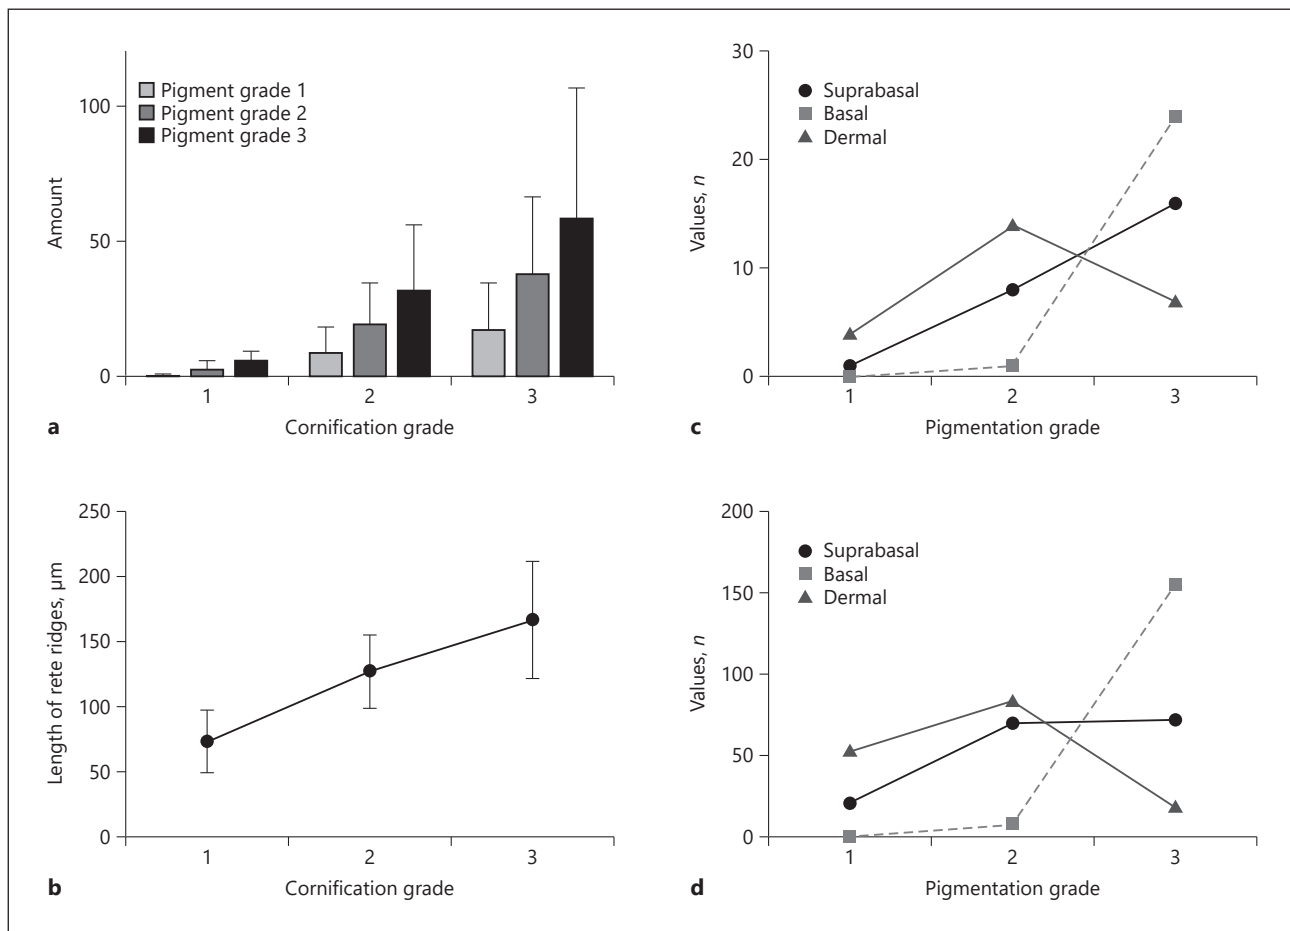 100
50
0
Amount
Pigment grade 1
Pigment grade 2
Pigment grade 3
1 2 3
Cornification grade
a
30
20
10
0
Values, n
Suprabasal
Basal
Dermal
1 2 3
Pigmentation grade
c
250
200
150
100
50
0
Length of rete ridges, μm
1 2 3
Cornification grade
b
200
150
100
50
0
Values, n
Suprabasal
Basal
Dermal
1 2 3
Pigmentation grade
d